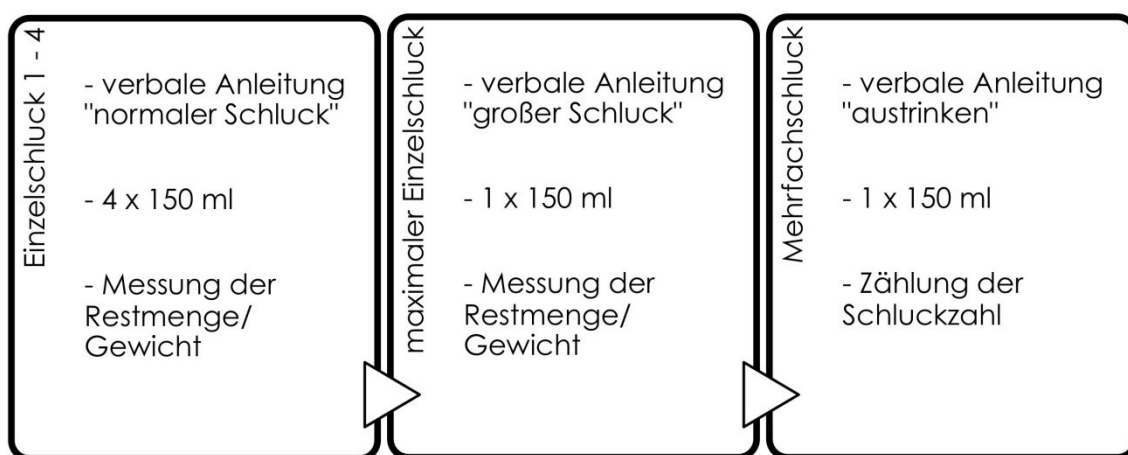 Einzelschluck 1 - 4
- verbale Anleitung
"normaler Schluck"
- 4 x 150 ml
- Messung der
Restmenge/
Gewicht
maximaler Einzelschluck
- verbale Anleitung
"großer Schluck"
- 1 x 150 ml
- Messung der
Restmenge/
Gewicht
Mehrfachschluck
- verbale Anleitung
"austrinken"
- 1 x 150 ml
- Zählung der
Schluckzahl